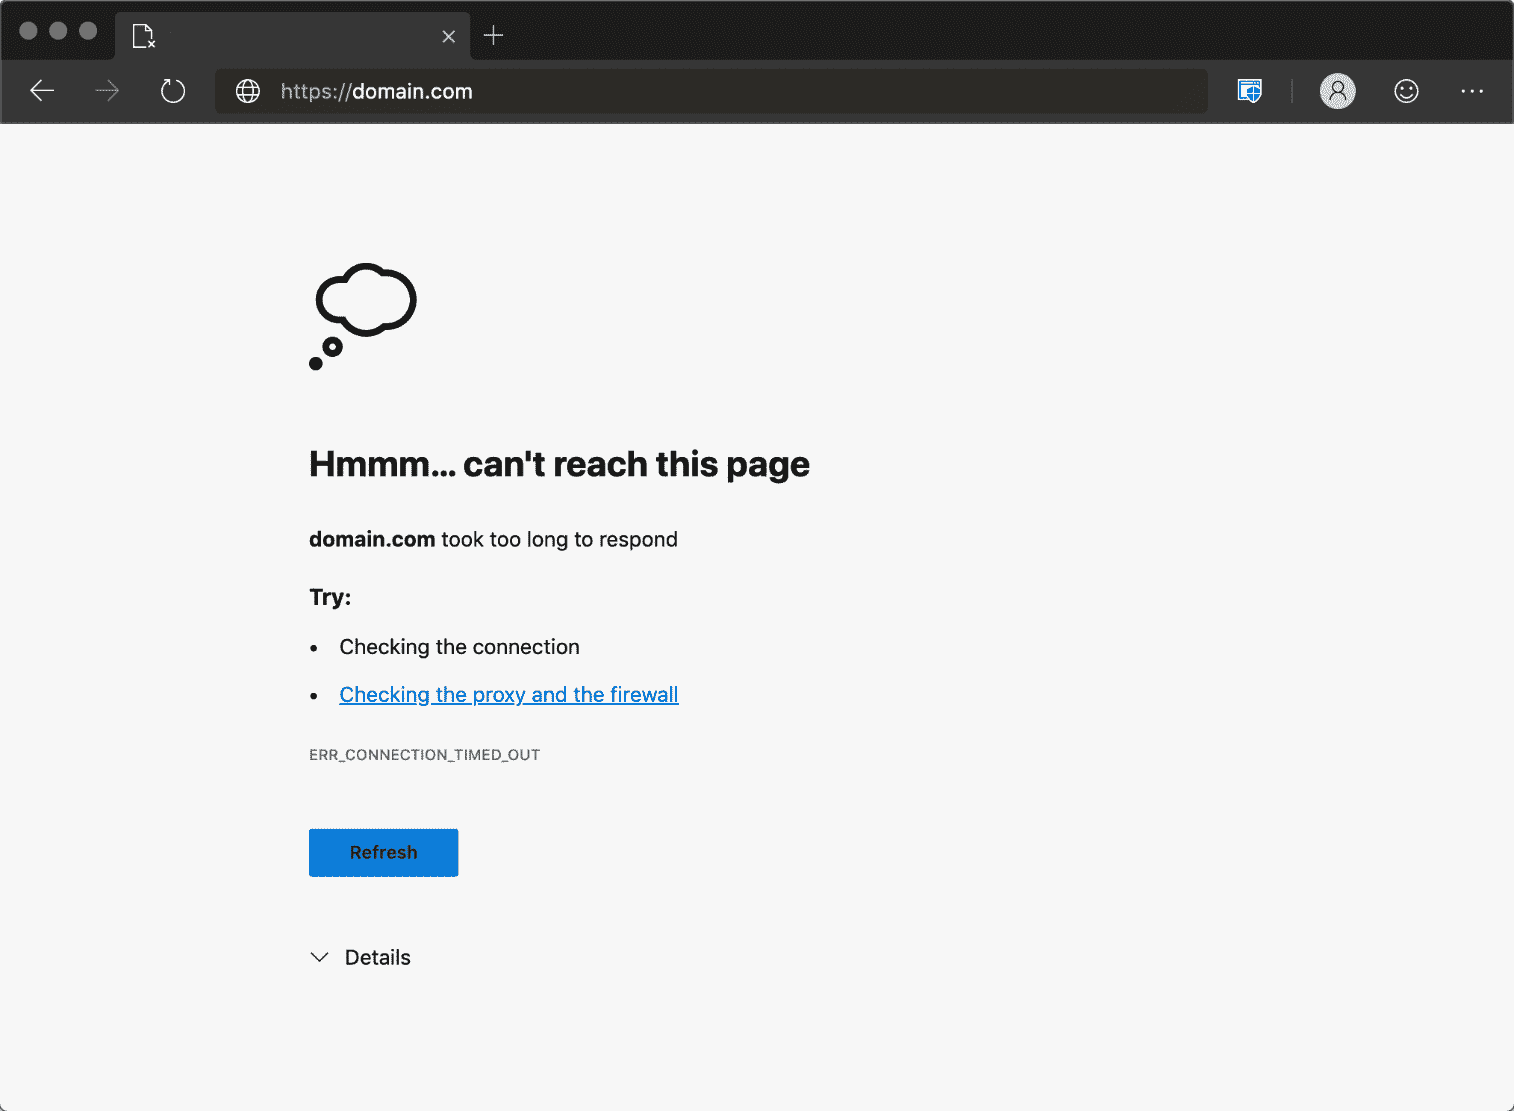 https://domain.com
Hmmm... can't reach this page
domain.com took too long to respond
Try:
• Checking the connection
• Checking the proxy and the firewall
ERR_CONNECTION_TIMED_OUT
Refresh
Details